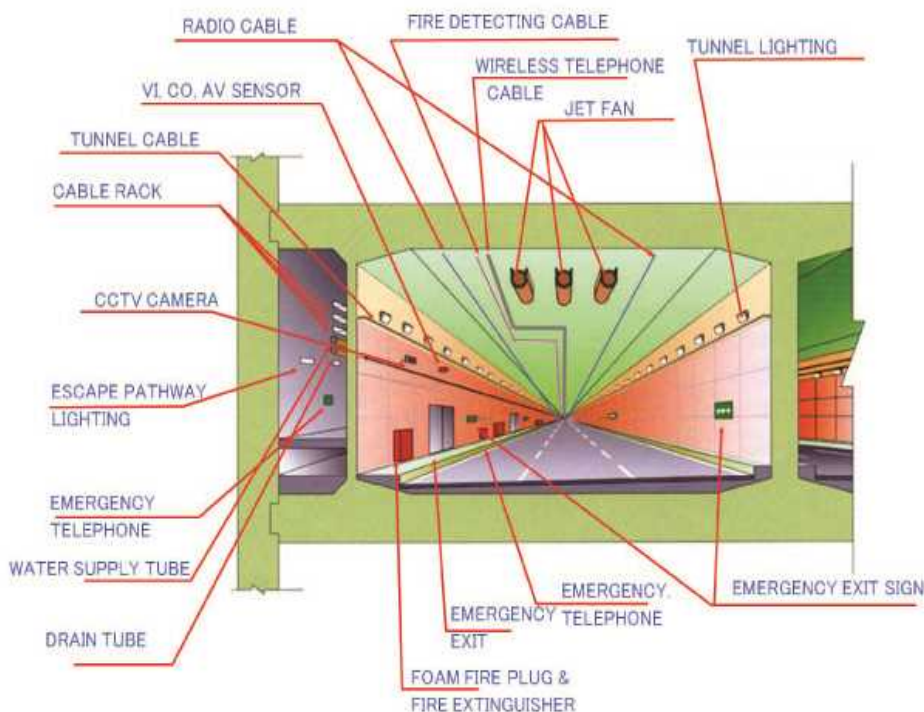 RADIO CABLE
FIRE DETECTING CABLE
TUNNEL LIGHTING
WIRELESS TELEPHONE
CABLE
VI. CO. AV SENSOR
JET FAN
TUNNEL CABLE
CABLE RACK
CCTV CAMERA
ESCAPE PATHWAY
LIGHTING
EMERGENCY
TELEPHONE
WATER SUPPLY TUBE
DRAIN TUBE
EMERGENCY
EXIT
EMERGENCY.
TELEPHONE
EMERGENCY EXIT SIGN
FOAM FIRE PLUG &
FIRE EXTINGUISHER